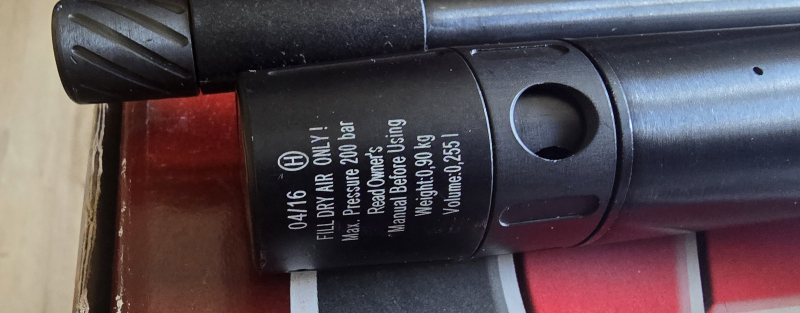 04/16 Ⓗ
FILL DRY AIR ONLY !
Max. Pressure 200 bar
Read Owner's
Manual Before Using
Weight:0,90 kg
Volume:0,255 l